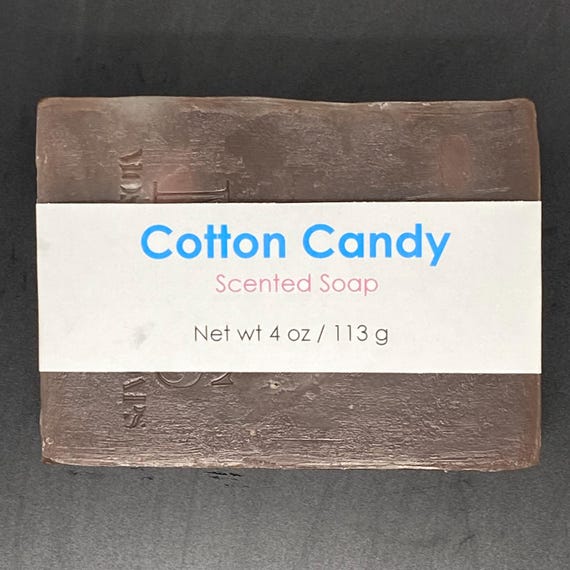 Cotton Candy
Scented Soap
Net wt 4 oz / 113 g